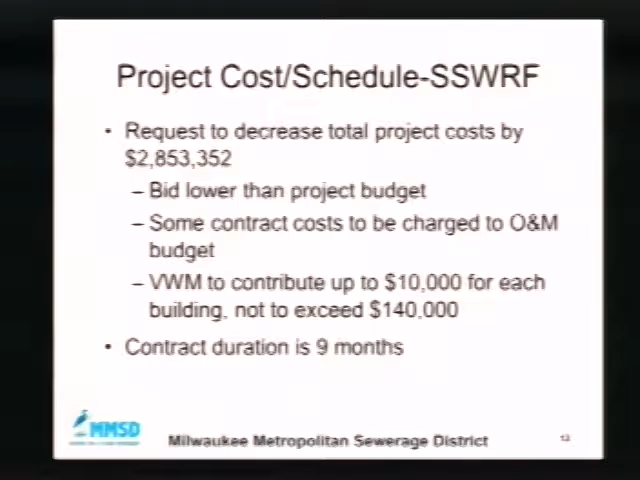 Project Cost/Schedule-SSWRF
• Request to decrease total project costs by
$2,853,352
– Bid lower than project budget
– Some contract costs to be charged to O&M
budget
– VWM to contribute up to $10,000 for each
building, not to exceed $140,000
• Contract duration is 9 months
MMSD
Milwaukee Metropolitan Sewerage District